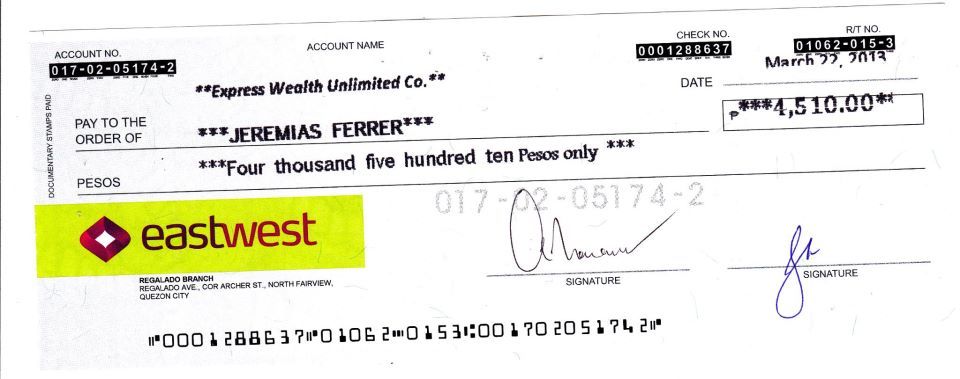 ACCOUNT NO.
017-02-05174-2
ACCOUNT NAME
CHECK NO.
0001288637
R/T NO.
01062-015-3
**Express Wealth Unlimited Co.**
DATE March 22, 2013
DOCUMENTARY STAMPS PAID
PAY TO THE
ORDER OF ***JEREMIAS FERRER***
₱***4,510.00**
PESOS ***Four thousand five hundred ten Pesos only ***
017-02-05174-2
eastwest
REGALADO BRANCH
REGALADO AVE., COR ARCHER ST., NORTH FAIRVIEW,
QUEZON CITY
SIGNATURE
SIGNATURE
⑈0001288637⑈01062⑉0153⑆001702051742⑈